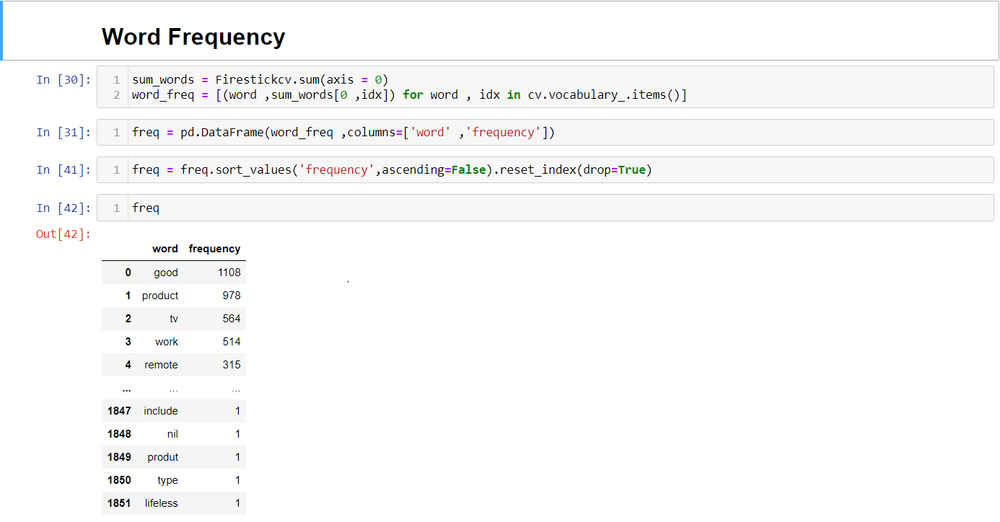 Word Frequency
In [30]: 1 sum_words = Firestickcv.sum(axis = 0)
2 word_freq = [(word ,sum_words[0 ,idx]) for word , idx in cv.vocabulary_.items()]
In [31]: 1 freq = pd.DataFrame(word_freq ,columns=['word' ,'frequency'])
In [41]: 1 freq = freq.sort_values('frequency',ascending=False).reset_index(drop=True)
In [42]: 1 freq
Out[42]:
word frequency
0 good 1108
1 product 978
2 tv 564
3 work 514
4 remote 315
... ... ...
1847 include 1
1848 nil 1
1849 produt 1
1850 type 1
1851 lifeless 1